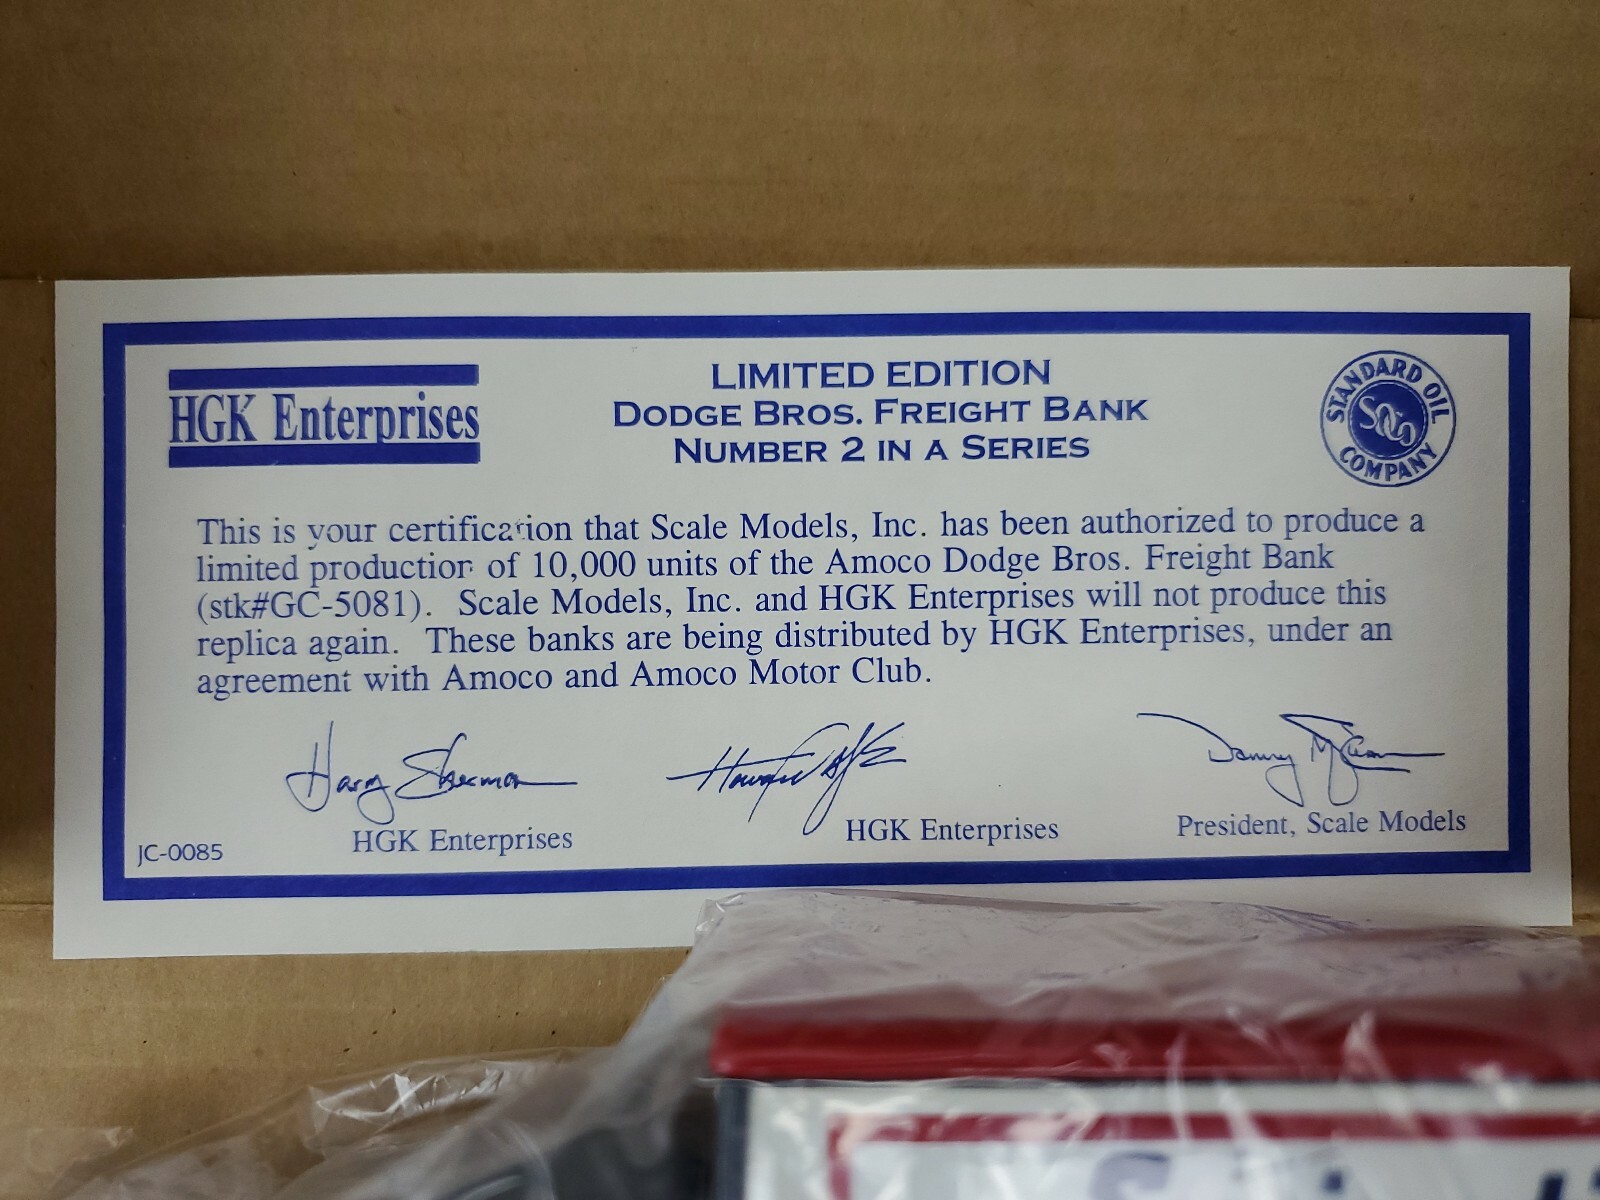 HGK Enterprises
LIMITED EDITION
DODGE BROS. FREIGHT BANK
NUMBER 2 IN A SERIES
STANDARD OIL
COMPANY
This is your certification that Scale Models, Inc. has been authorized to produce a
limited production of 10,000 units of the Amoco Dodge Bros. Freight Bank
(stk#GC-5081). Scale Models, Inc. and HGK Enterprises will not produce this
replica again. These banks are being distributed by HGK Enterprises, under an
agreement with Amoco and Amoco Motor Club.
Harry Sherman
HGK Enterprises
HGK Enterprises
President, Scale Models
JC-0085